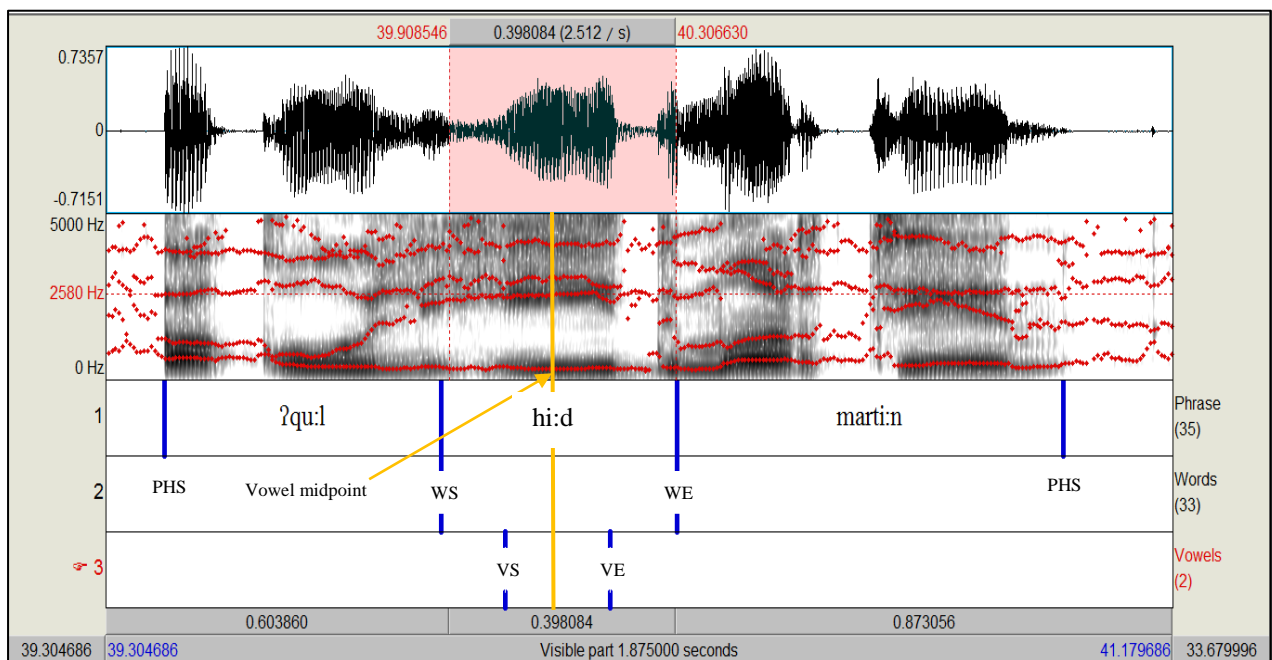 39.908546 0.398084 (2.512 / s) 40.306630
0.7357
0
-0.7151
5000 Hz
2580 Hz
0 Hz
1 ʔqu:l hi:d marti:n Phrase (35)
2 PHS Vowel midpoint WS WE PHS Words (33)
3 VS VE Vowels (2)
0.603860 0.398084 0.873056
39.304686 39.304686 Visible part 1.875000 seconds 41.179686 33.679996